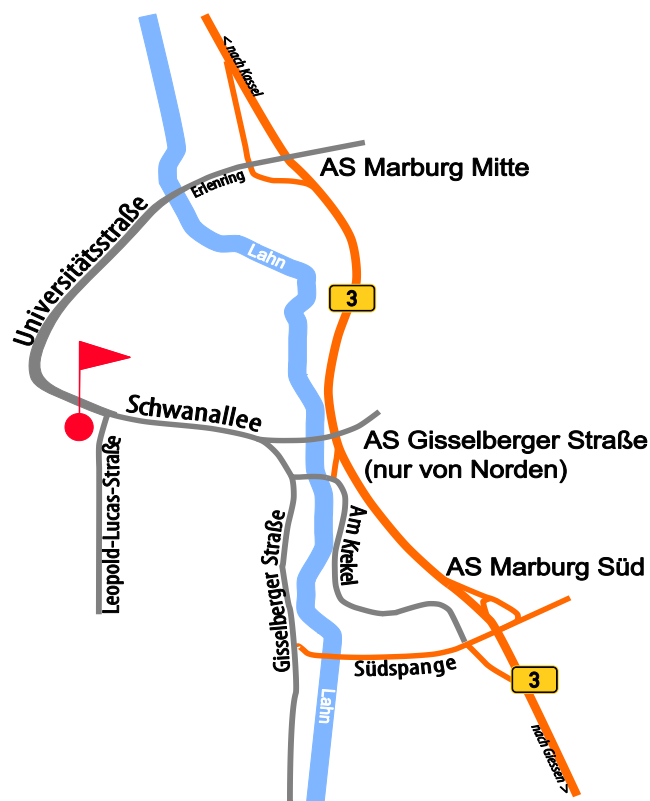 < nach Kassel
AS Marburg Mitte
Erlenring
Universitätsstraße
Lahn
3
Schwanallee
AS Gisselberger Straße
(nur von Norden)
Leopold-Lucas-Straße
Gisselberger Straße
Am Krekel
AS Marburg Süd
Südspange
3
Lahn
nach Giessen >